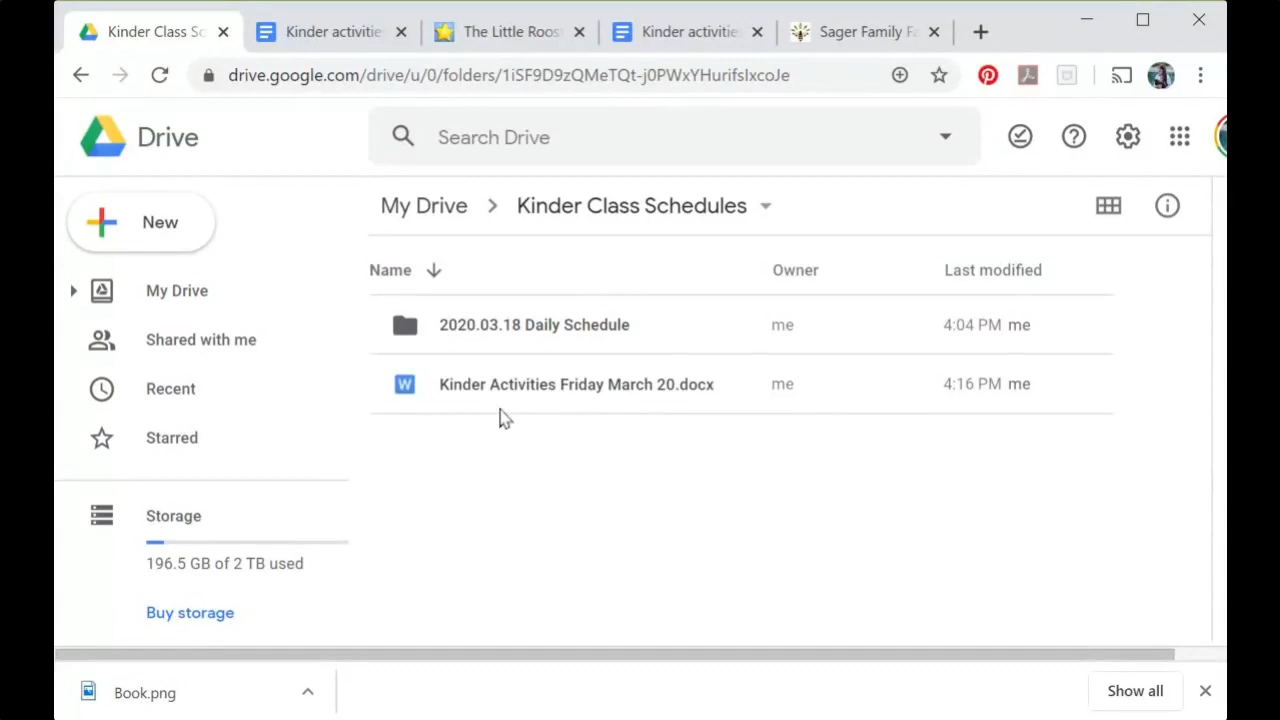 Kinder Class Sc
Kinder activitie
The Little Roos
Kinder activitie
Sager Family Fa
drive.google.com/drive/u/0/folders/1iSF9D9zQMeTQt-j0PWxYHurifsIxcoJe
Drive
Search Drive
New
My Drive
Shared with me
Recent
Starred
Storage
196.5 GB of 2 TB used
Buy storage
My Drive > Kinder Class Schedules
Name Owner Last modified
2020.03.18 Daily Schedule me 4:04 PM me
W Kinder Activities Friday March 20.docx me 4:16 PM me
Book.png
Show all